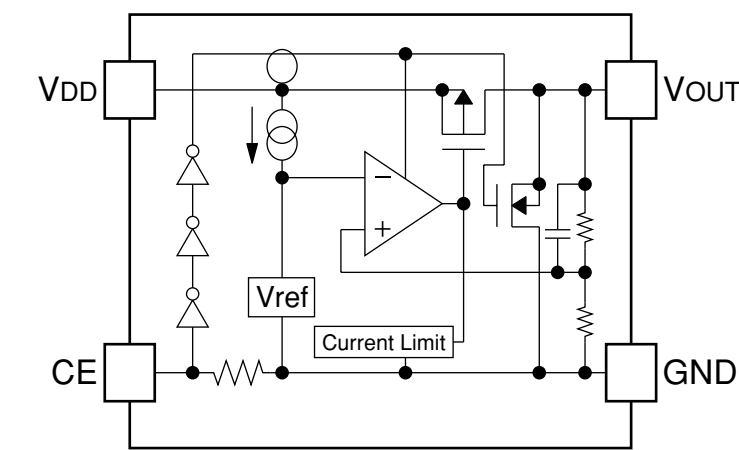 VDD
VOUT
−
+
Vref
Current Limit
CE
GND